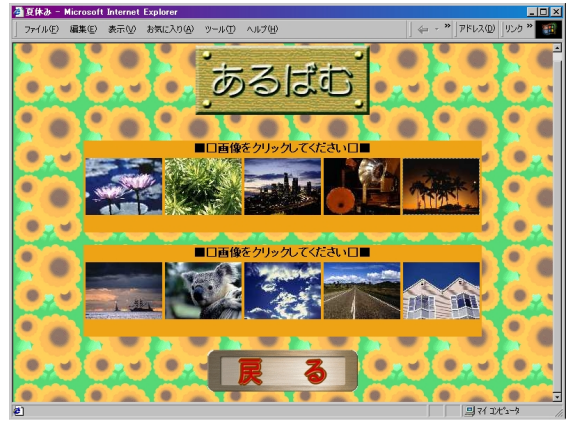 夏休み - Microsoft Internet Explorer
ファイル(F) 編集(E) 表示(V) お気に入り(A) ツール(T) ヘルプ(H) » アドレス(D) リンク »
あるばむ
■□画像をクリックしてください□■
■□画像をクリックしてください□■
戻る
マイ コンピュータ